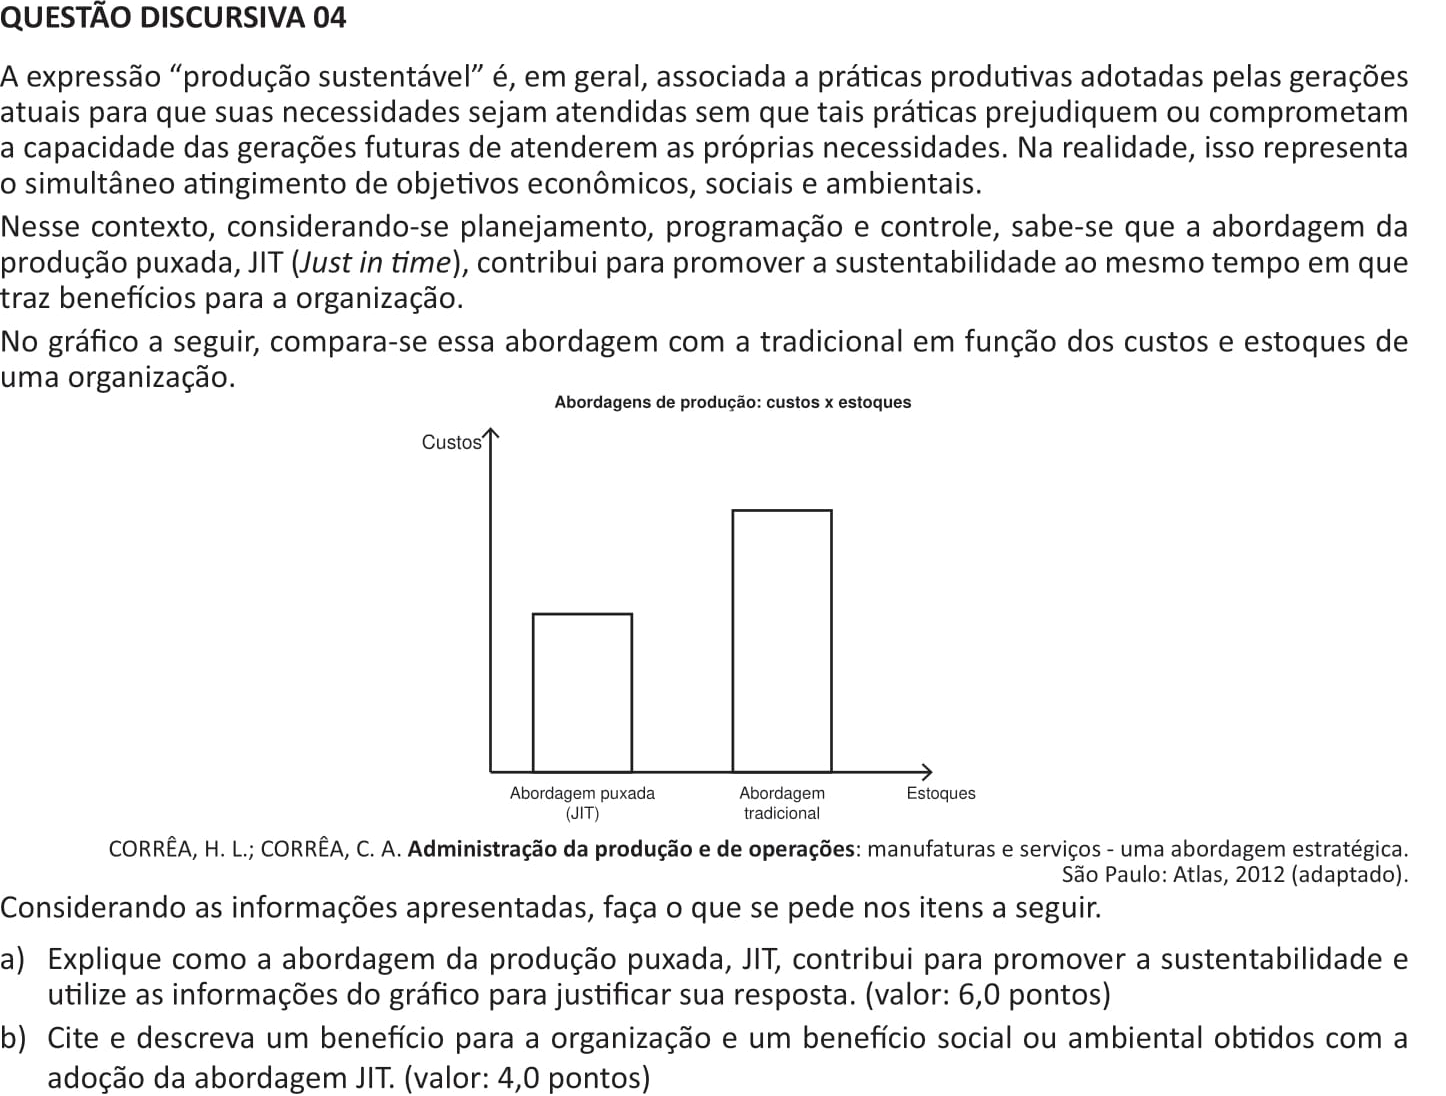 QUESTÃO DISCURSIVA 04
A expressão “produção sustentável” é, em geral, associada a práticas produtivas adotadas pelas gerações
atuais para que suas necessidades sejam atendidas sem que tais práticas prejudiquem ou comprometam
a capacidade das gerações futuras de atenderem as próprias necessidades. Na realidade, isso representa
o simultâneo atingimento de objetivos econômicos, sociais e ambientais.
Nesse contexto, considerando-se planejamento, programação e controle, sabe-se que a abordagem da
produção puxada, JIT (Just in time), contribui para promover a sustentabilidade ao mesmo tempo em que
traz benefícios para a organização.
No gráfico a seguir, compara-se essa abordagem com a tradicional em função dos custos e estoques de
uma organização.
Abordagens de produção: custos x estoques
Custos
Abordagem puxada (JIT)
Abordagem tradicional
Estoques
CORRÊA, H. L.; CORRÊA, C. A. Administração da produção e de operações: manufaturas e serviços - uma abordagem estratégica.
São Paulo: Atlas, 2012 (adaptado).
Considerando as informações apresentadas, faça o que se pede nos itens a seguir.
a) Explique como a abordagem da produção puxada, JIT, contribui para promover a sustentabilidade e
utilize as informações do gráfico para justificar sua resposta. (valor: 6,0 pontos)
b) Cite e descreva um benefício para a organização e um benefício social ou ambiental obtidos com a
adoção da abordagem JIT. (valor: 4,0 pontos)